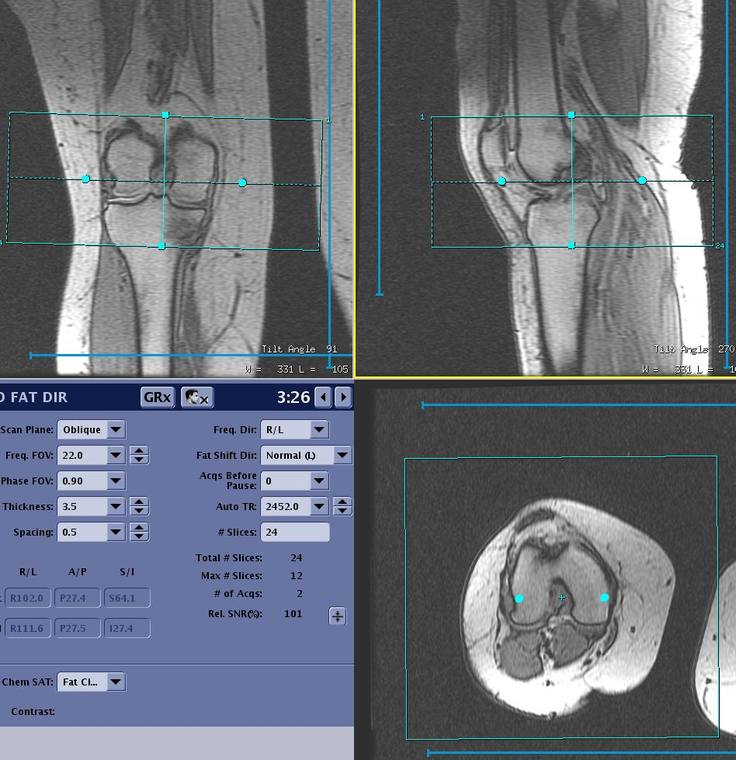 1
Tilt Angle 91
W = 331 L = 105
1
24
Tilt Angle 270
W = 331 L =
FAT DIR
GRx
3:26
Scan Plane: Oblique
Freq. Dir: R/L
Freq. FOV: 22.0
Fat Shift Dir: Normal (L)
Phase FOV: 0.90
Acqs Before
Pause: 0
Thickness: 3.5
Auto TR: 2452.0
Spacing: 0.5
# Slices: 24
Total # Slices: 24
R/L A/P S/I
Max # Slices: 12
# of Acqs: 2
R102.0 P27.4 S64.1
Rel. SNR(%): 101
R111.6 P27.5 I27.4
Chem SAT: Fat Cl...
Contrast: